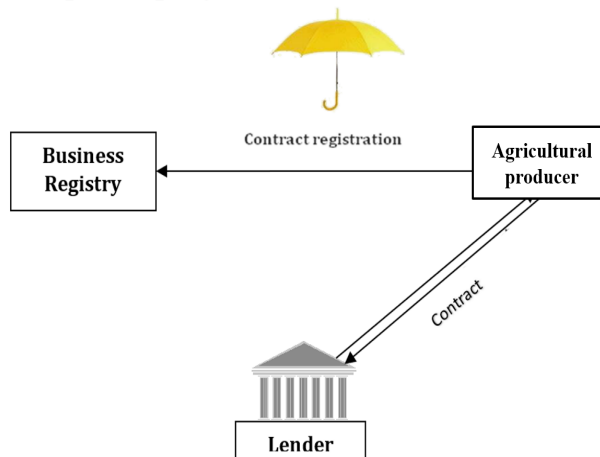 Contract registration
Business
Registry
Agricultural
producer
Contract
Lender